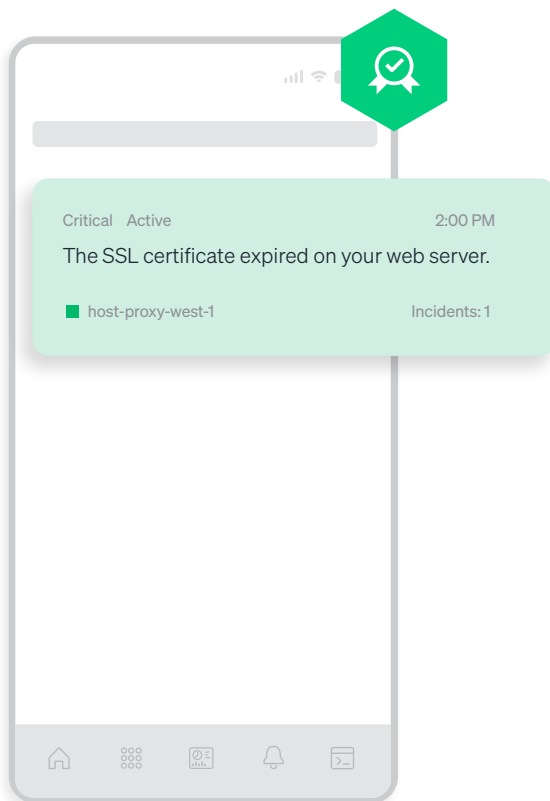 Critical Active 2:00 PM
The SSL certificate expired on your web server.
host-proxy-west-1 Incidents: 1